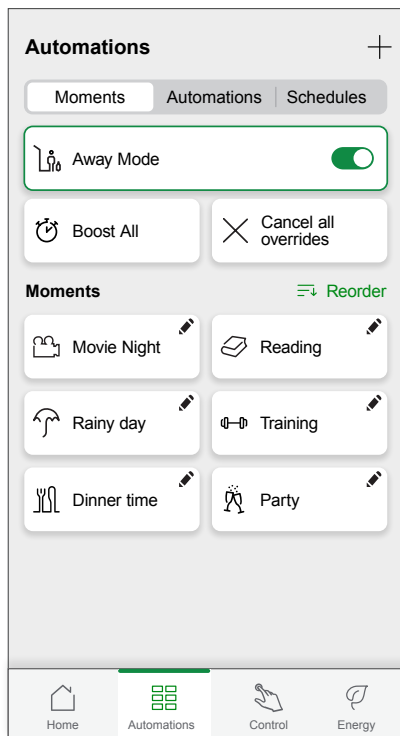 Automations
Moments
Automations
Schedules
Away Mode
Boost All
Cancel all
overrides
Moments
Reorder
Movie Night
Reading
Rainy day
Training
Dinner time
Party
Home
Automations
Control
Energy